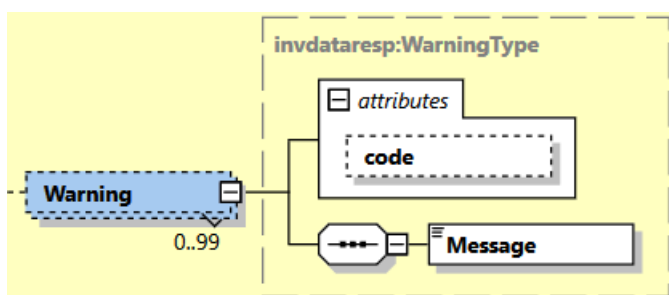 invdataresp:WarningType
attributes
code
Warning
0..99
Message